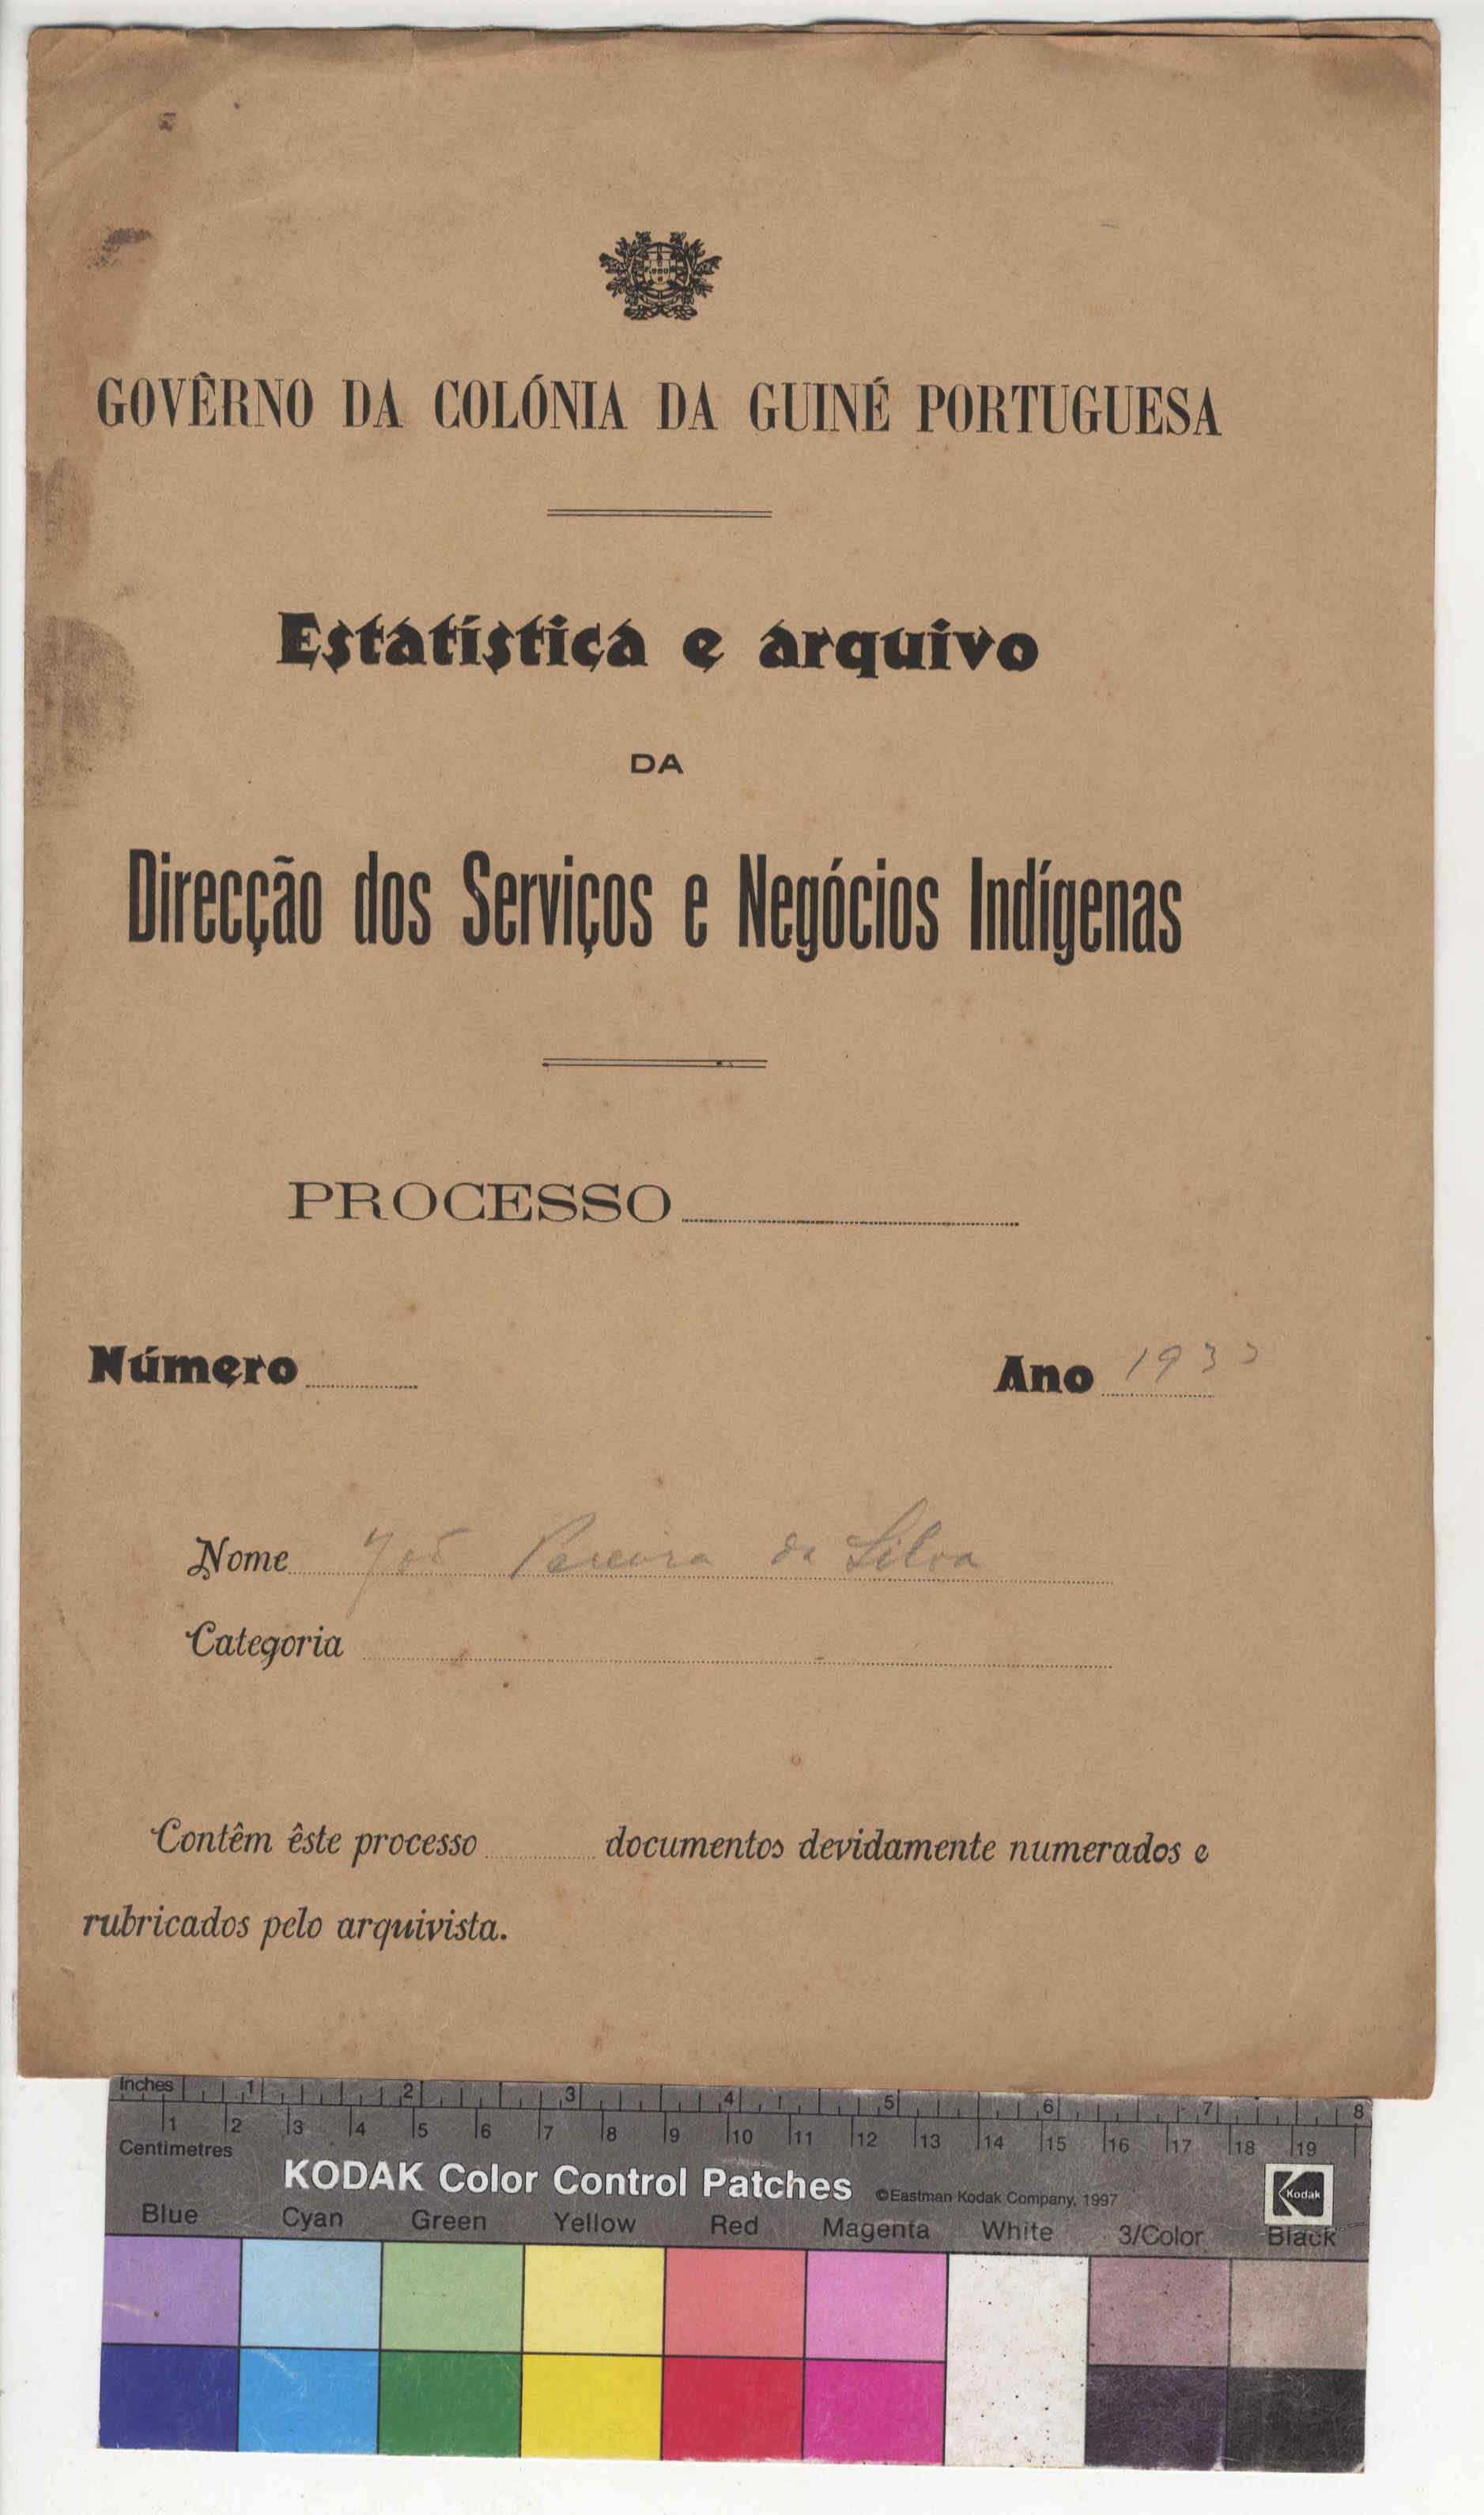 GOVÊRNO DA COLÓNIA DA GUINÉ PORTUGUESA
Estatística e arquivo
DA
Direcção dos Serviços e Negócios Indígenas
PROCESSO
Número Ano 1933
Nome Pereira da Silva
Categoria
Contêm êste processo documentos devidamente numerados e
rubricados pelo arquivista.
Inches 1 2 3 4 5 6 7 8
1 2 3 4 5 6 7 8 9 10 11 12 13 14 15 16 17 18 19
Centimetres
KODAK Color Control Patches ©Eastman Kodak Company, 1997 Kodak
Blue Cyan Green Yellow Red Magenta White 3/Color Black